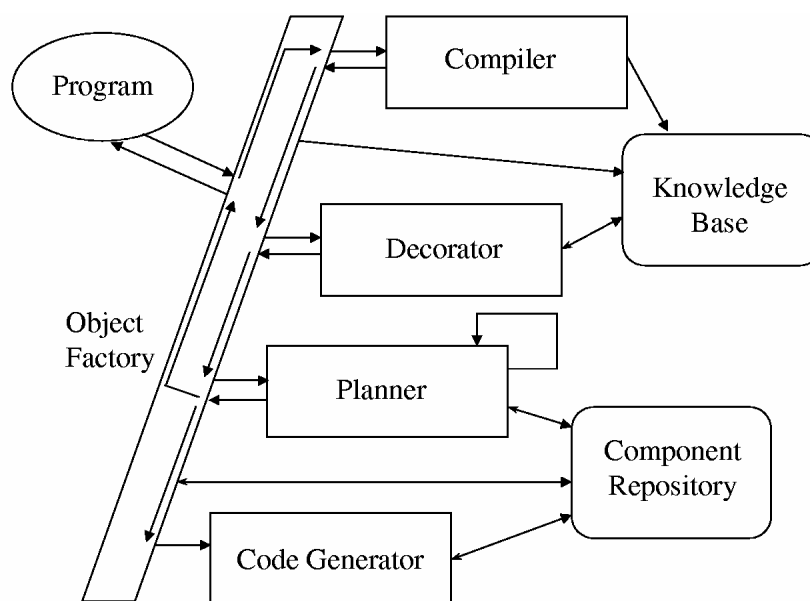 Compiler
Program
Knowledge
Base
Decorator
Object
Factory
Planner
Component
Repository
Code Generator